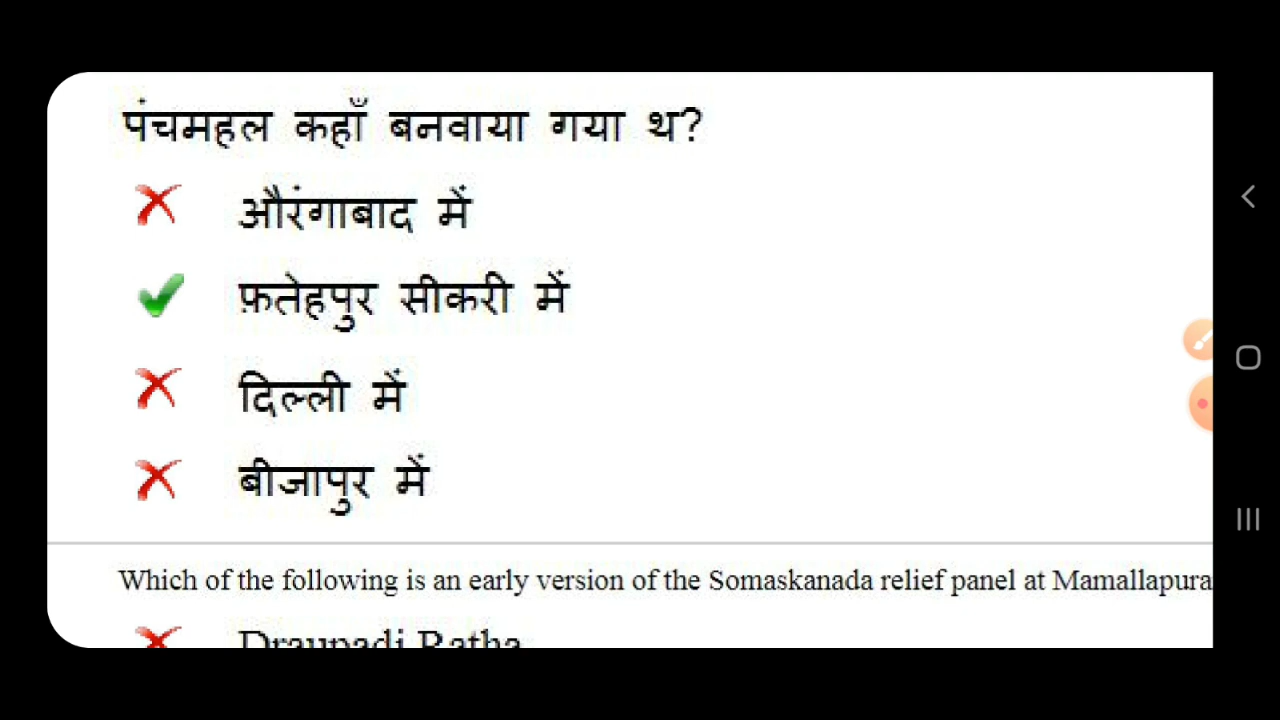 पंचमहल कहाँ बनवाया गया थ?
औरंगाबाद में
फ़तेहपुर सीकरी में
दिल्ली में
बीजापुर में
Which of the following is an early version of the Somaskanada relief panel at Mamallapura
Draupadi Ratha